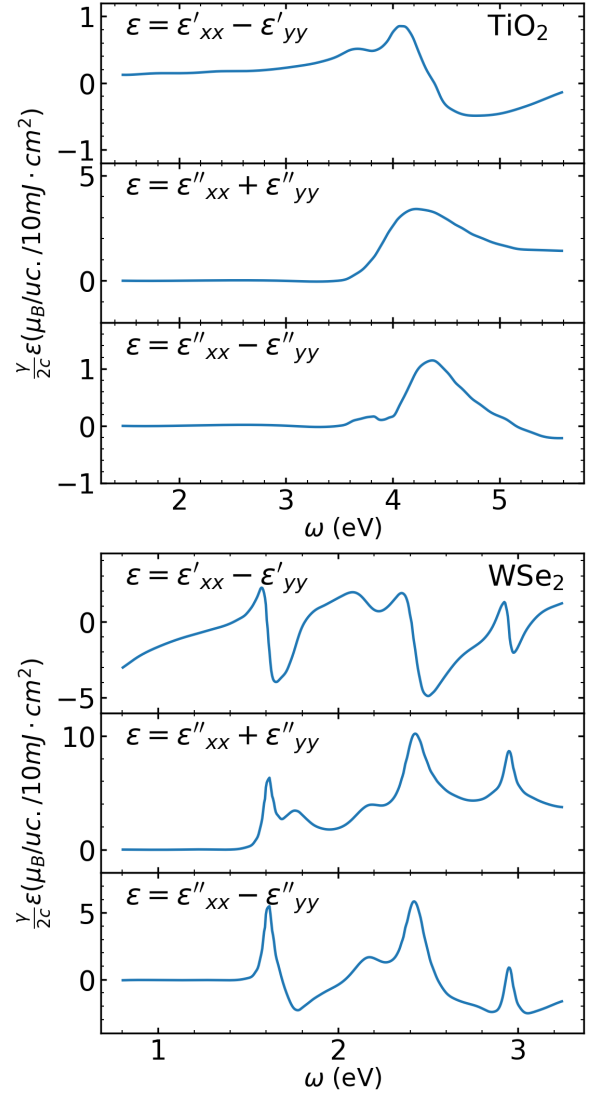 ε = ε′xx − ε′yy TiO2
1
0
−1
ε = ε″xx + ε″yy
5
0
ε = ε″xx − ε″yy
1
0
−1
2 3 4 5
ω (eV)
γ/2c ε(μB/uc./10mJ · cm²)
ε = ε′xx − ε′yy WSe2
0
−5
ε = ε″xx + ε″yy
10
0
ε = ε″xx − ε″yy
5
0
1 2 3
ω (eV)
γ/2c ε(μB/uc./10mJ · cm²)